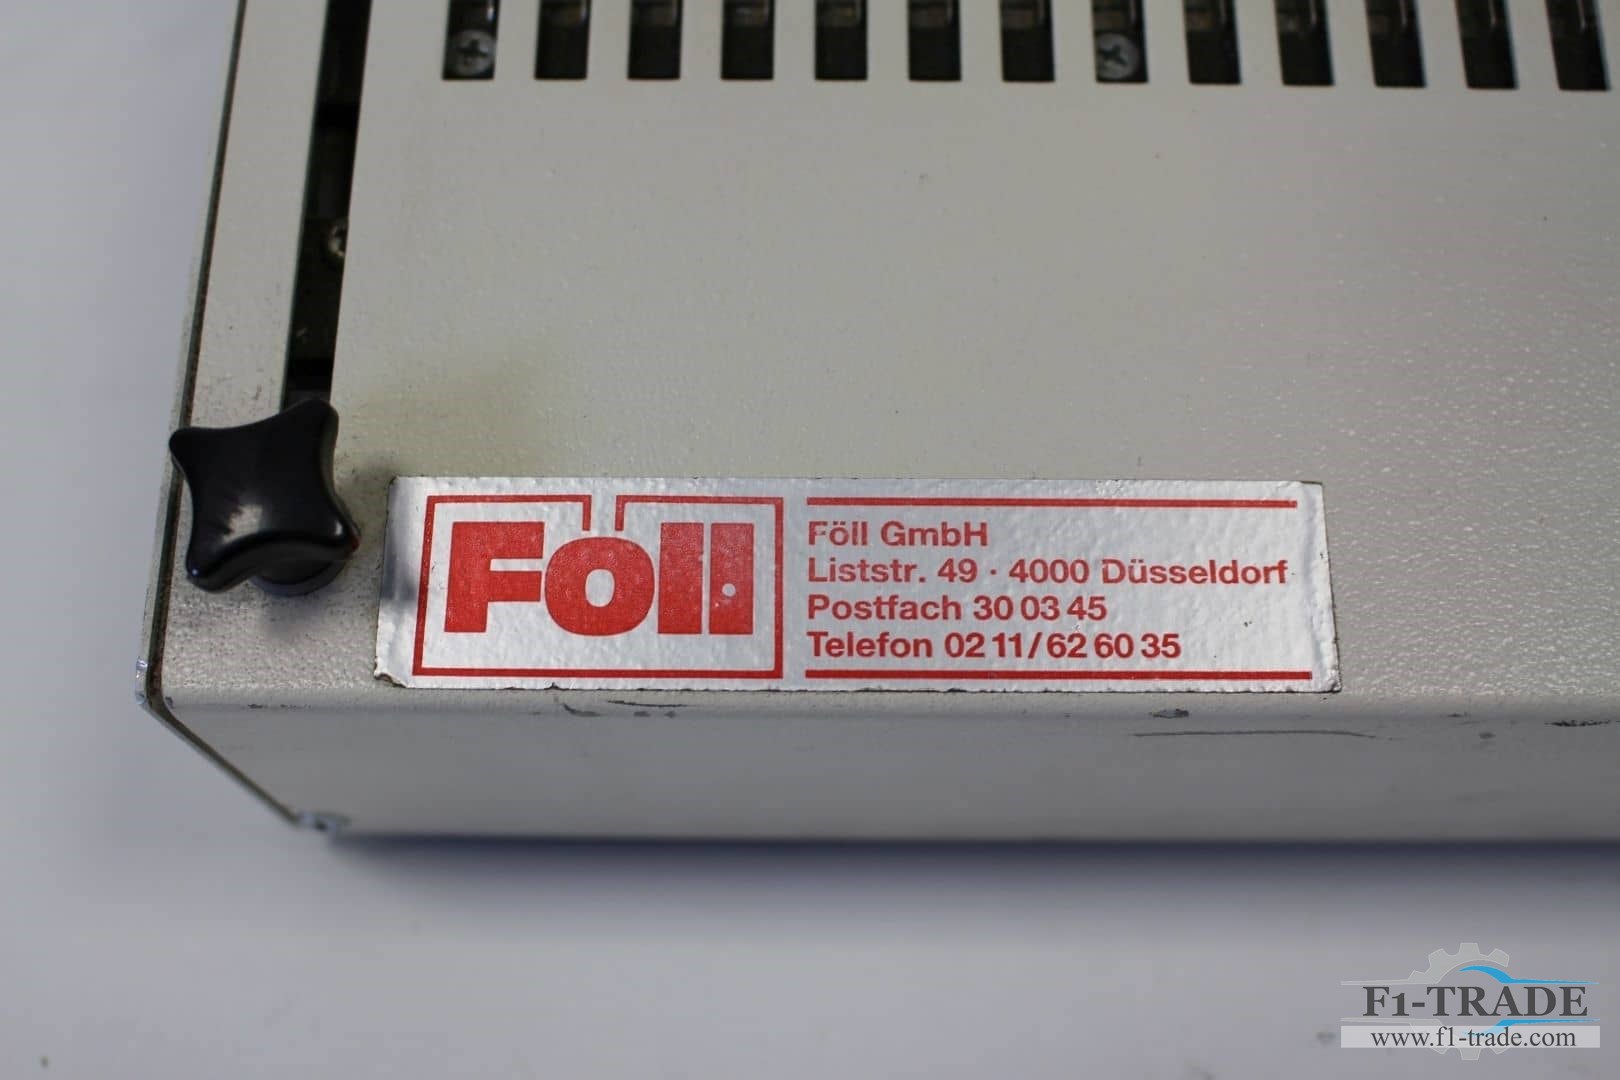 Föll
Föll GmbH
Liststr. 49 · 4000 Düsseldorf
Postfach 30 03 45
Telefon 02 11/62 60 35
F1-TRADE
www.f1-trade.com